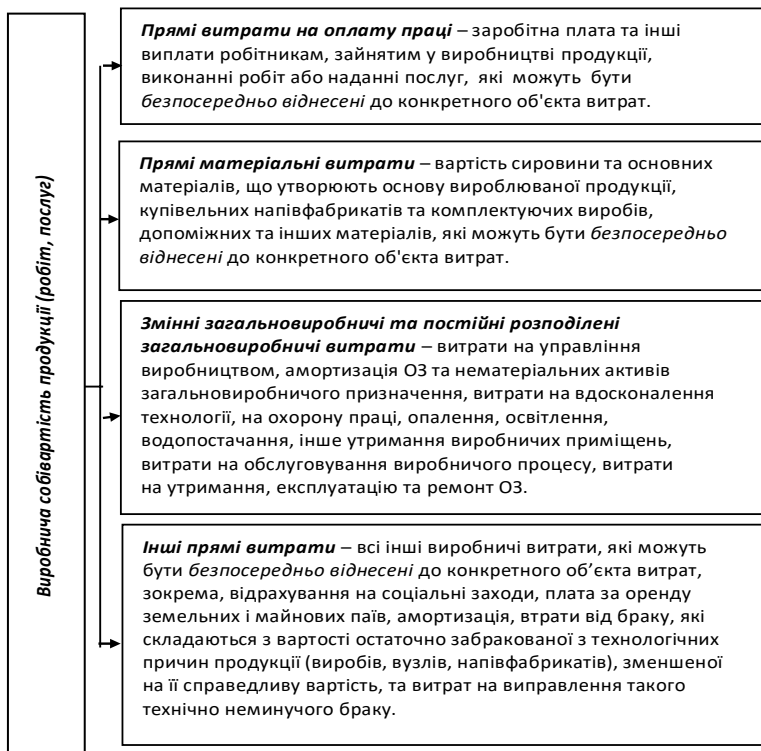 Виробнича собівартість продукції (робіт, послуг)
Прямі витрати на оплату праці – заробітна плата та інші
виплати робітникам, зайнятим у виробництві продукції,
виконанні робіт або наданні послуг, які можуть бути
безпосередньо віднесені до конкретного об'єкта витрат.
Прямі матеріальні витрати – вартість сировини та основних
матеріалів, що утворюють основу вироблюваної продукції,
купівельних напівфабрикатів та комплектуючих виробів,
допоміжних та інших матеріалів, які можуть бути безпосередньо
віднесені до конкретного об'єкта витрат.
Змінні загальновиробничі та постійні розподілені
загальновиробничі витрати – витрати на управління
виробництвом, амортизація ОЗ та нематеріальних активів
загальновиробничого призначення, витрати на вдосконалення
технології, на охорону праці, опалення, освітлення,
водопостачання, інше утримання виробничих приміщень,
витрати на обслуговування виробничого процесу, витрати
на утримання, експлуатацію та ремонт ОЗ.
Інші прямі витрати – всі інші виробничі витрати, які можуть
бути безпосередньо віднесені до конкретного об’єкта витрат,
зокрема, відрахування на соціальні заходи, плата за оренду
земельних і майнових паїв, амортизація, втрати від браку, які
складаються з вартості остаточно забракованої з технологічних
причин продукції (виробів, вузлів, напівфабрикатів), зменшеної
на її справедливу вартість, та витрат на виправлення такого
технічно неминучого браку.